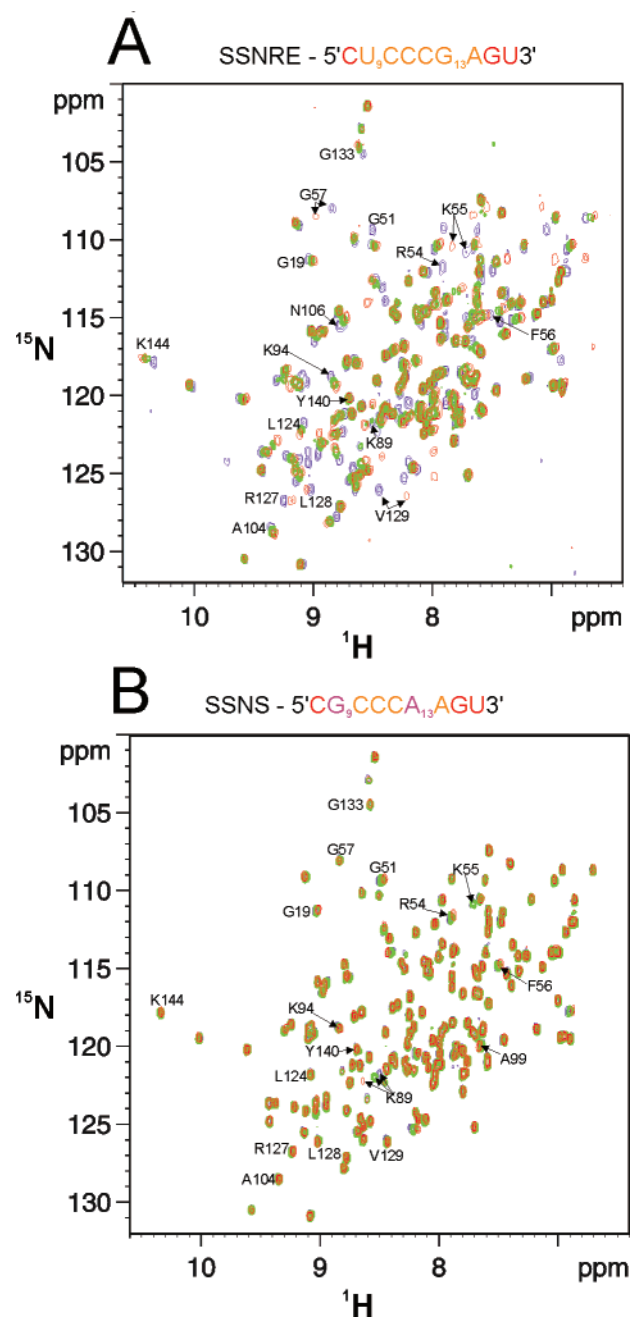 A
SSNRE - 5'CU₉CCCG₁₃AGU3'
ppm
105
110
115
120
125
130
¹⁵N
G133
G57
G51
K55
R54
G19
N106
F56
K144
K94
Y140
L124
K89
R127
L128
V129
A104
10
9
8
ppm
¹H
B
SSNS - 5'CG₉CCCA₁₃AGU3'
ppm
105
110
115
120
125
130
¹⁵N
G133
G57
G51
K55
R54
G19
F56
K144
K94
Y140
A99
L124
K89
R127
L128
V129
A104
10
9
8
ppm
¹H